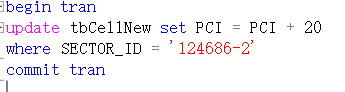 begin tran
update tbCellNew set PCI = PCI + 20
where SECTOR_ID = '124686-2'
commit tran